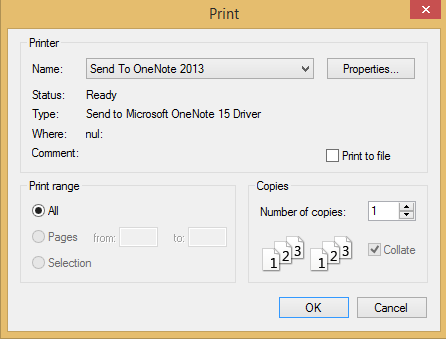 Print
Printer
Name: Send To OneNote 2013 Properties...
Status: Ready
Type: Send to Microsoft OneNote 15 Driver
Where: nul:
Comment: Print to file
Print range
All
Pages from: to:
Selection
Copies
Number of copies: 1
1 2 3 1 2 3 Collate
OK Cancel